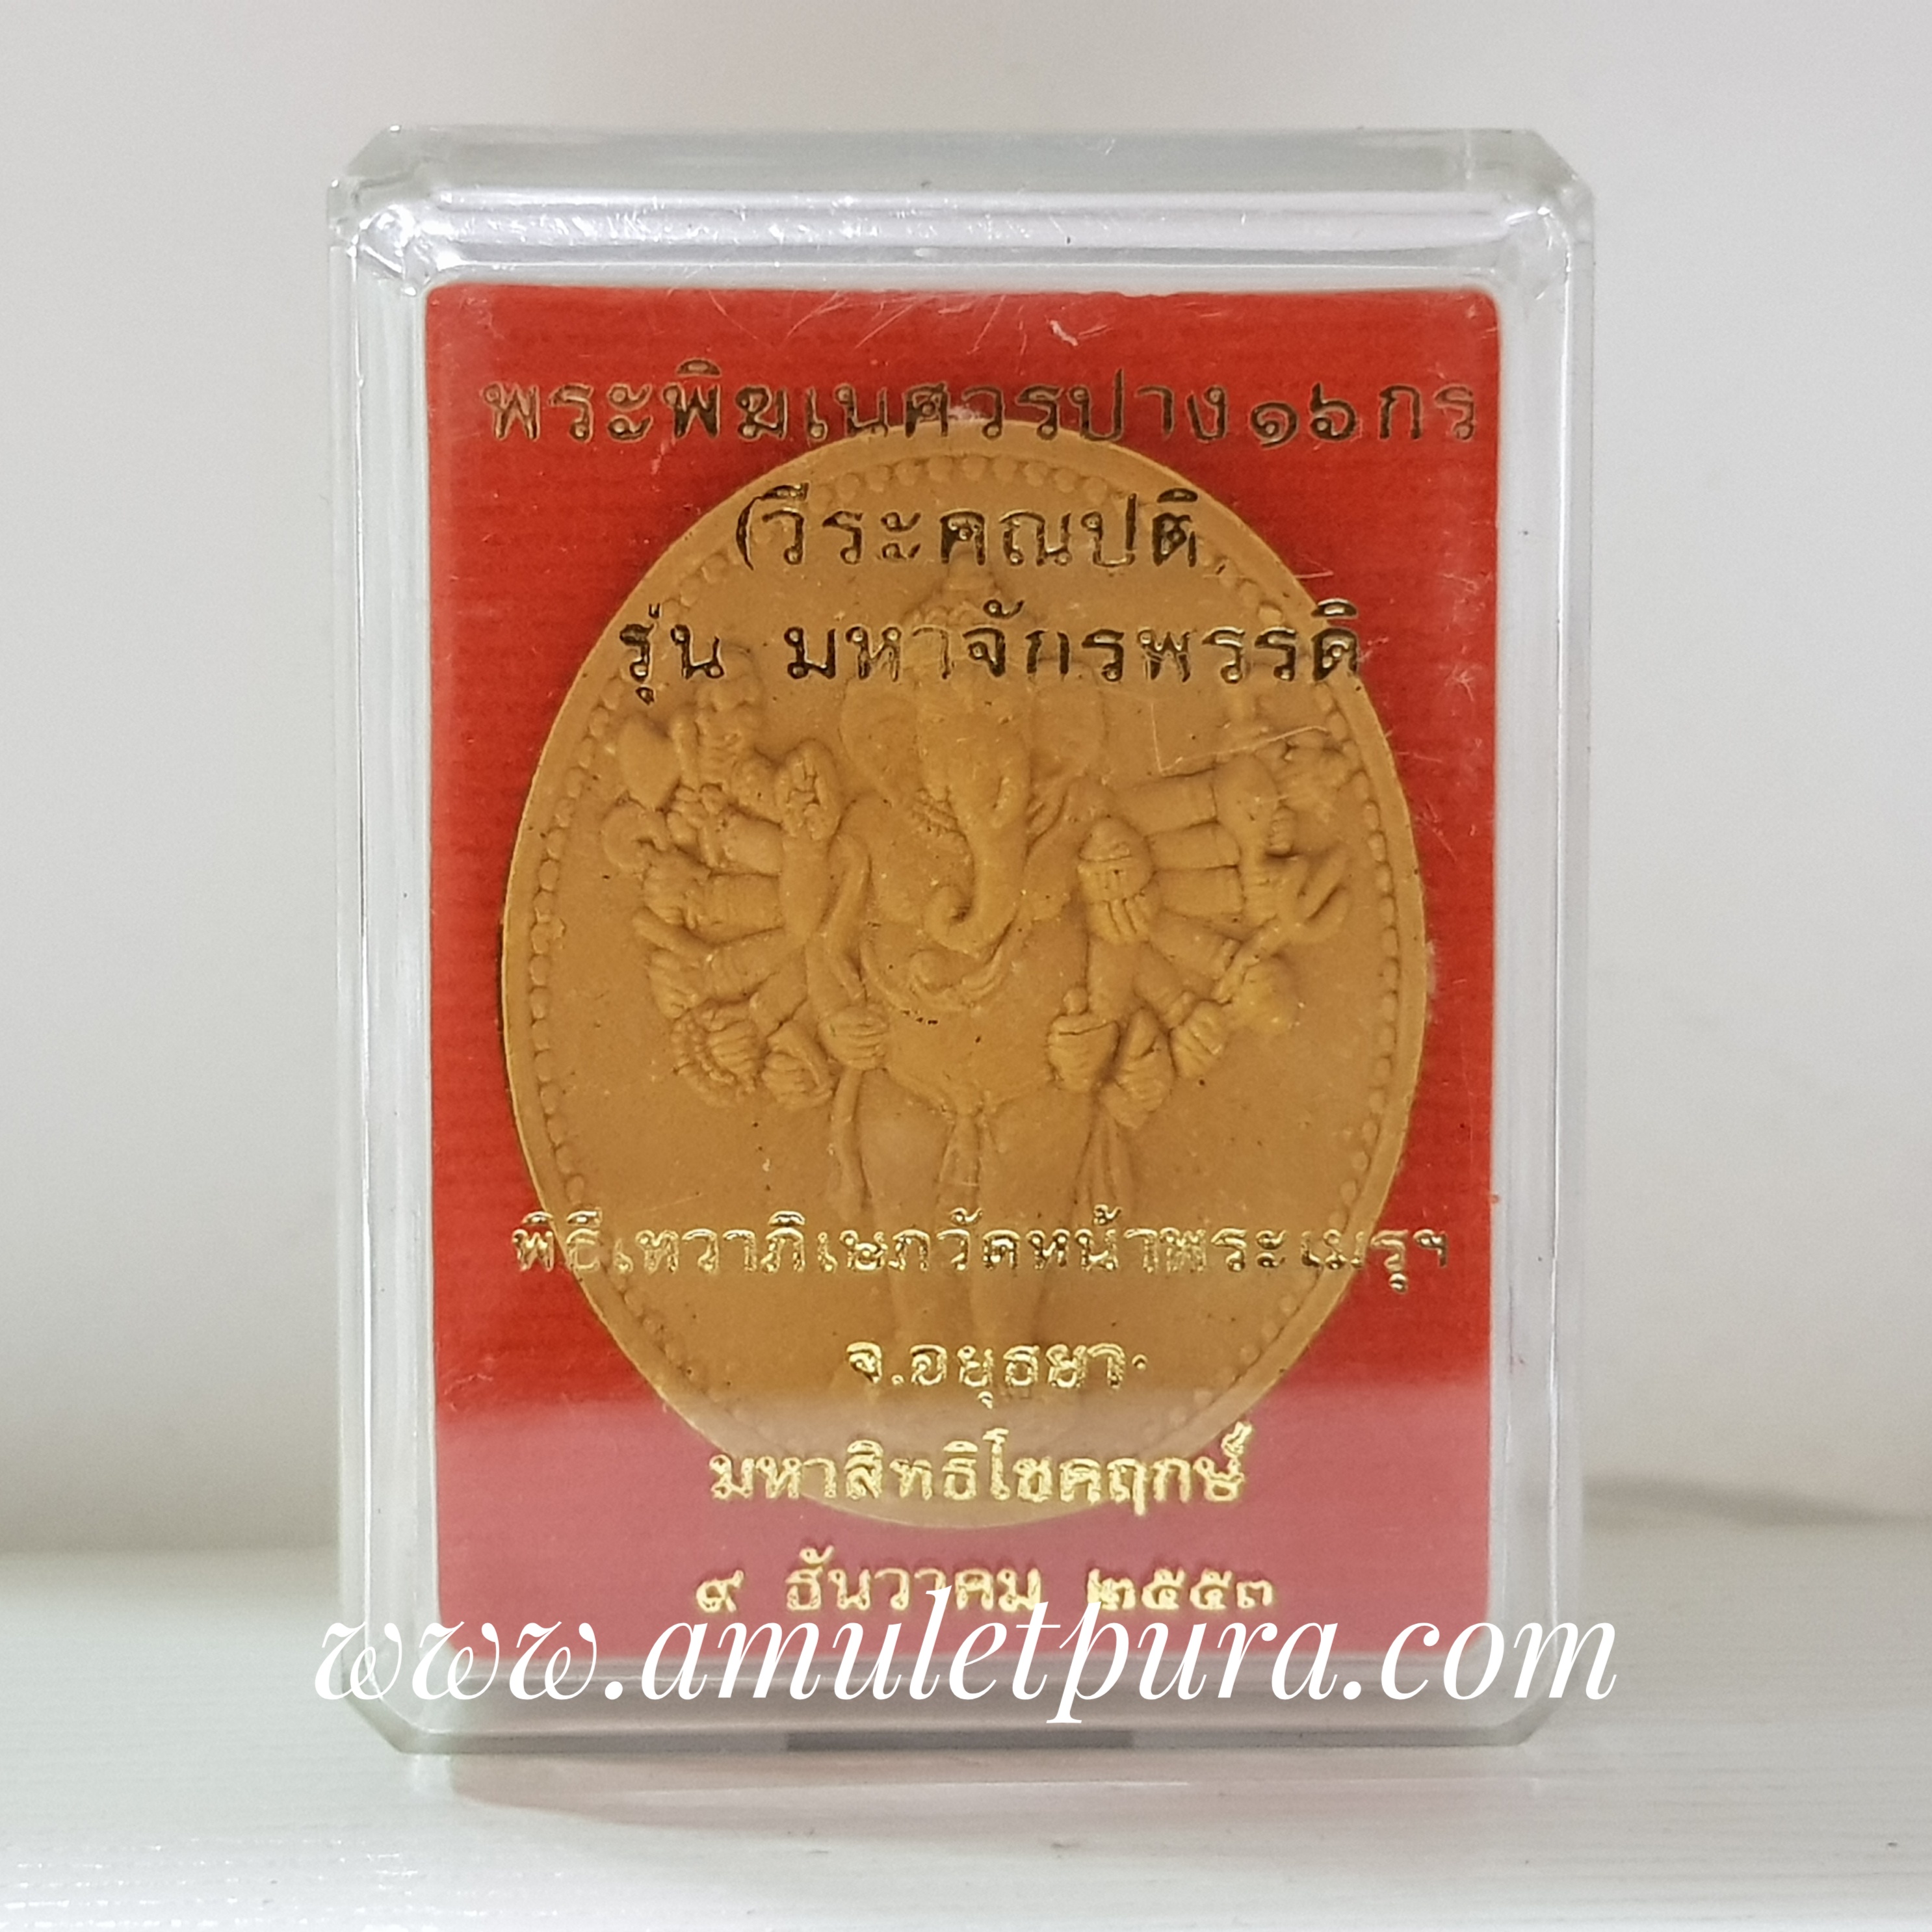 พระพิฆเนศวรปาง๑๖กร
(วีระคณปติ)
รุ่น มหาจักรพรรดิ
พิธีเทวาภิเษกวัดหน้าพระเมรุฯ
จ.อยุธยา
มหาสิทธิโชคฤกษ์
๙ ธันวาคม ๒๕๕๓
www.amuletpura.com